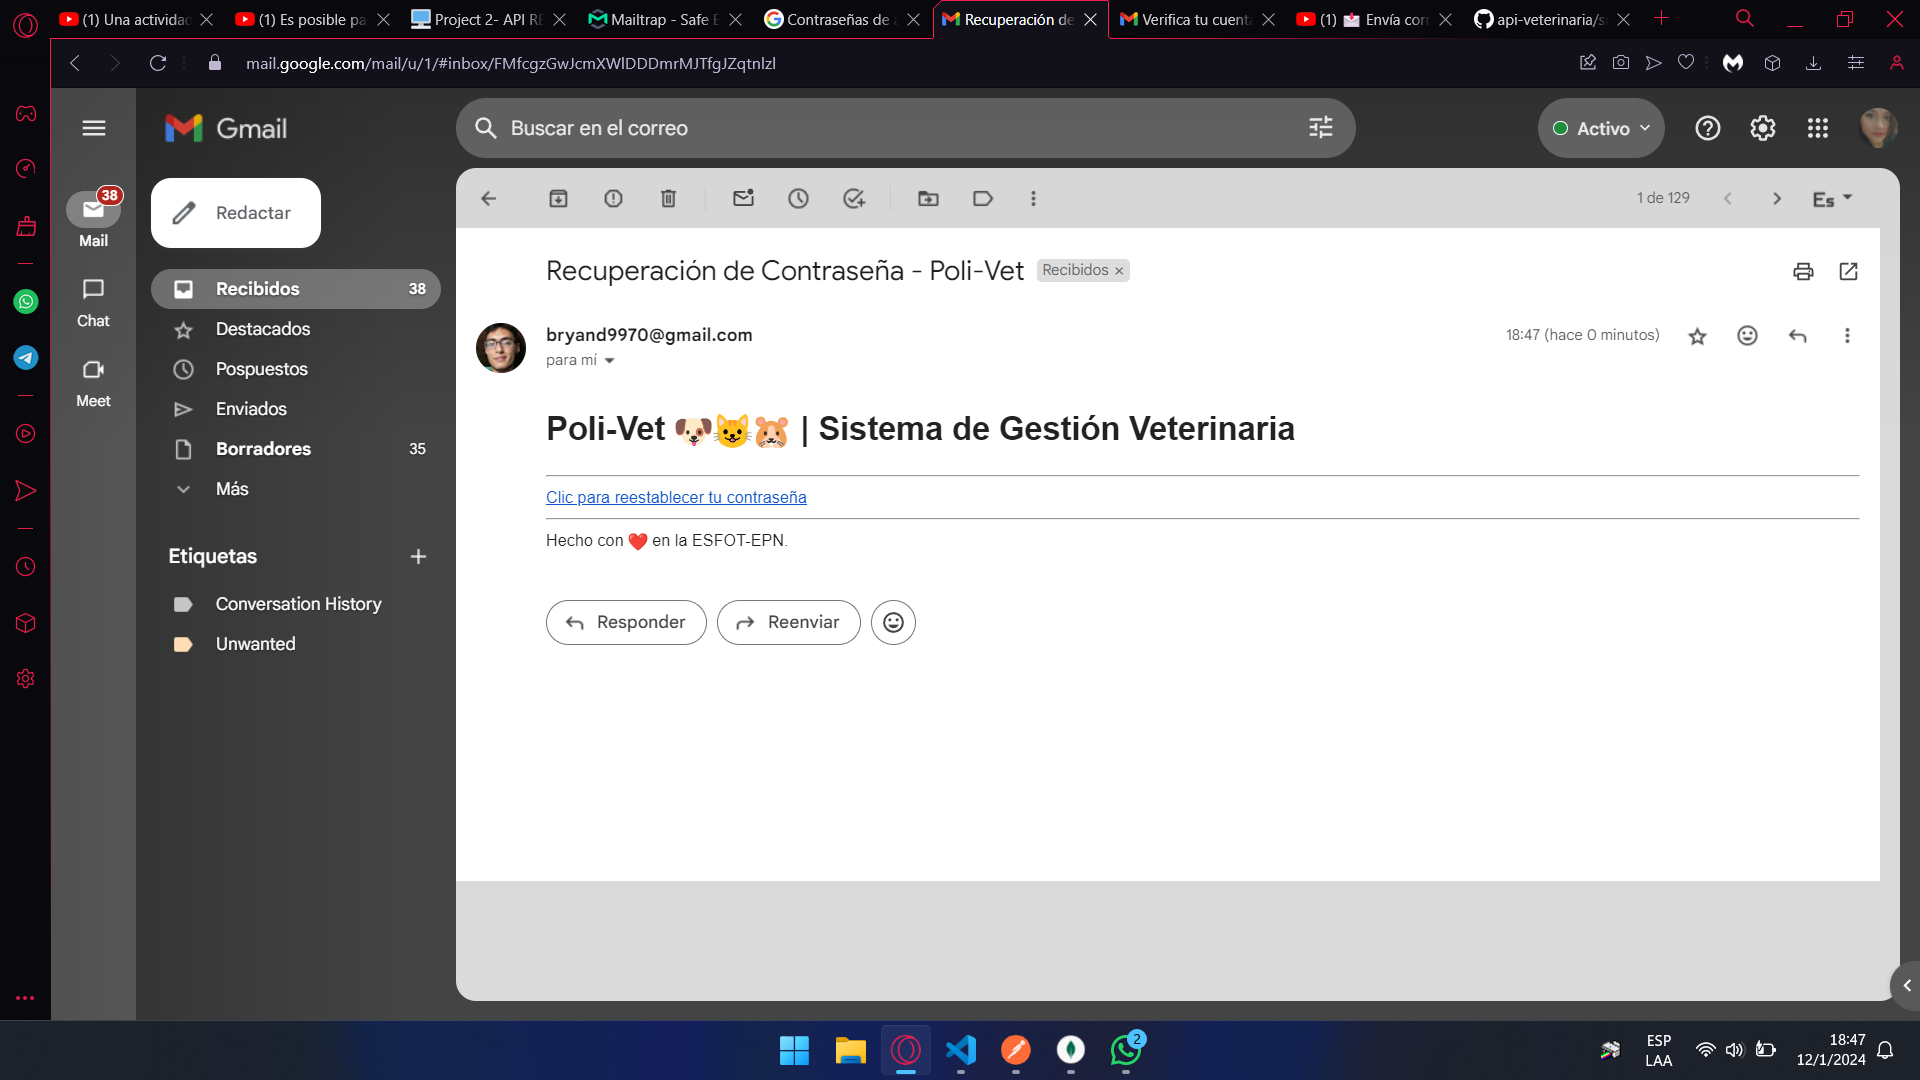 (1) Una actividad
(1) Es posible pa
Project 2- API RE
Mailtrap - Safe E
Contraseñas de a
Recuperación de
Verifica tu cuenta
(1) 📩 Envía corr
api-veterinaria/s
mail.google.com/mail/u/1/#inbox/FMfcgzGwJcmXWlDDDmrMJTfgJZqtnlzl
Gmail
Buscar en el correo
Activo
38
Mail
Chat
Meet
Redactar
Recibidos 38
Destacados
Pospuestos
Enviados
Borradores 35
Más
Etiquetas
Conversation History
Unwanted
1 de 129
Es
Recuperación de Contraseña - Poli-Vet
Recibidos ×
bryand9970@gmail.com
18:47 (hace 0 minutos)
para mí
Poli-Vet 🐶😺🐹 | Sistema de Gestión Veterinaria
Clic para reestablecer tu contraseña
Hecho con ❤️ en la ESFOT-EPN.
Responder
Reenviar
2
ESP
LAA
18:47
12/1/2024